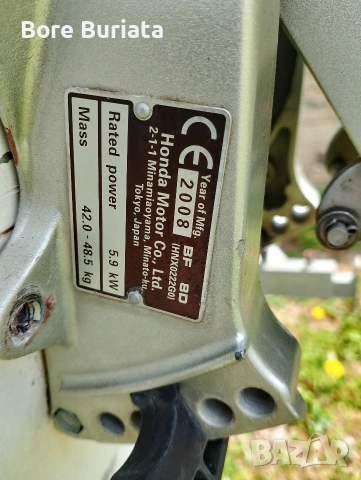 Bore Buriata
CE
Year of Mfg.
2008
BF 8D
(HNX0222G0)
Honda Motor Co., Ltd.
2-1-1 Minamiaoyama, Minato-ku,
Tokyo, Japan
Rated power 5.9 kW
Mass 42.0 - 48.5 kg
BAZAR